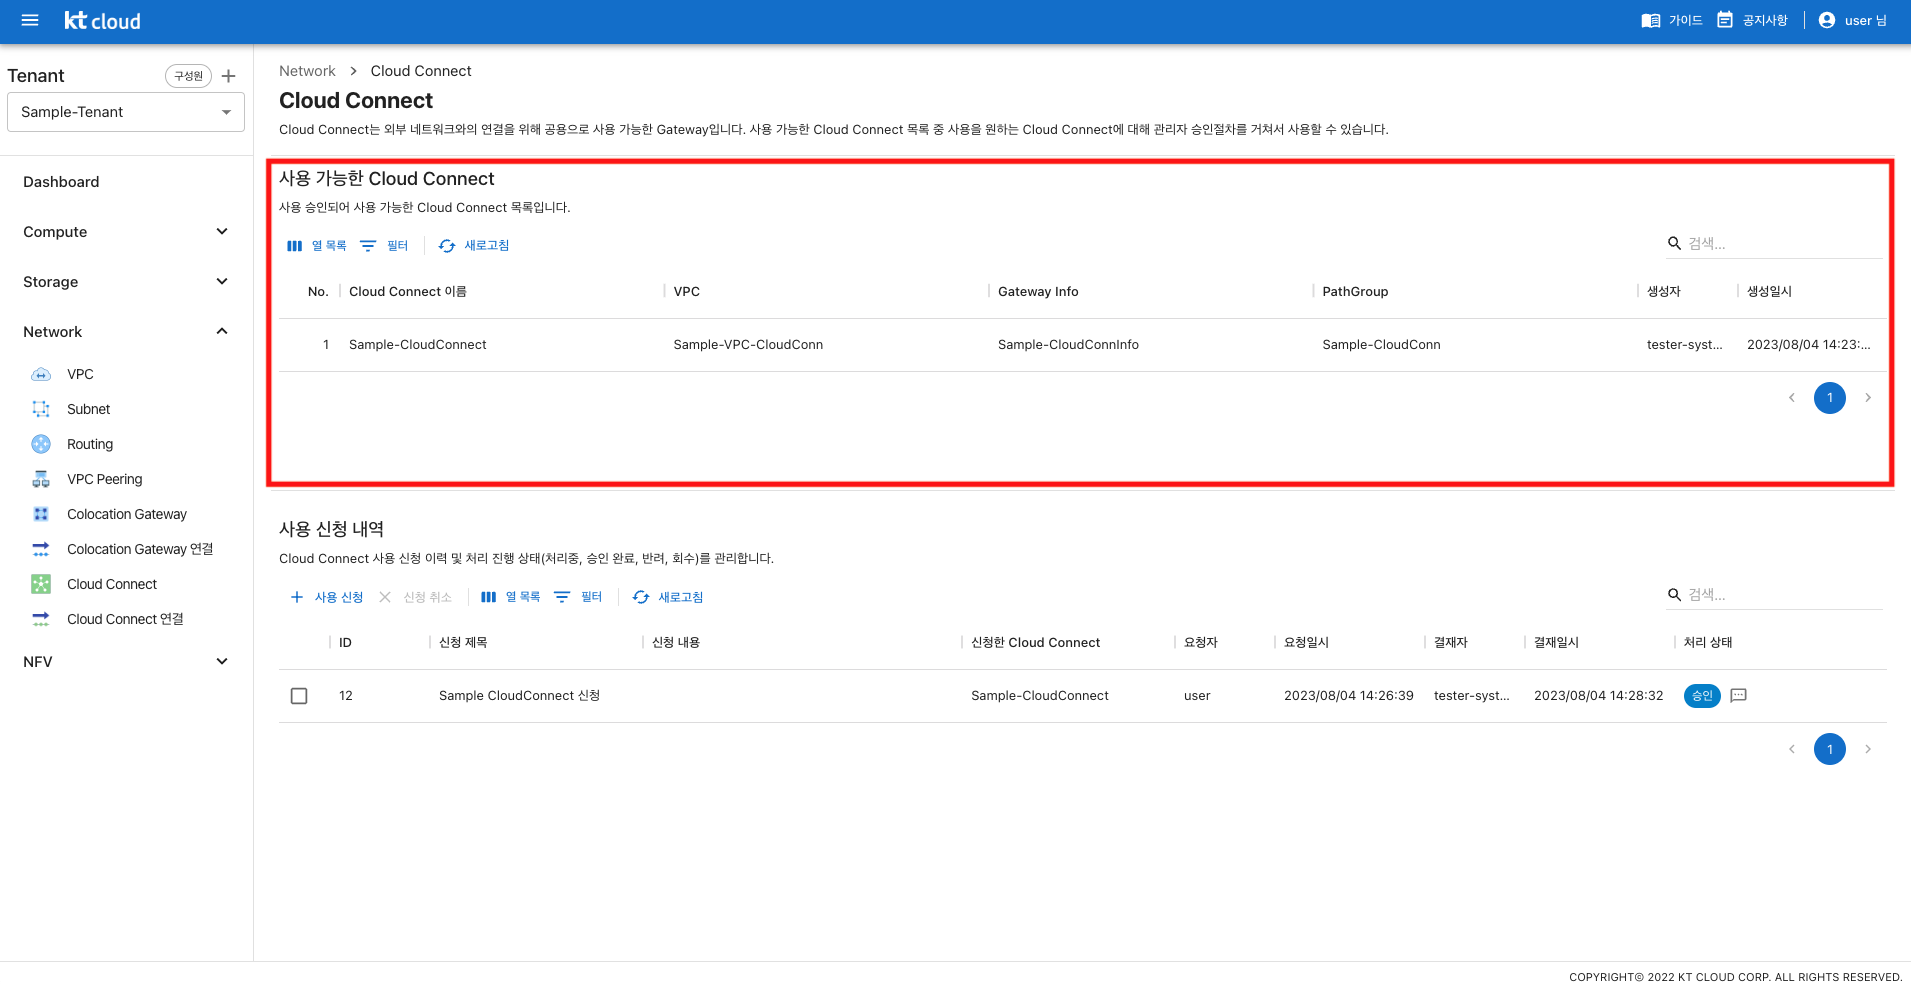 kt cloud
가이드
공지사항
user 님
Tenant
구성원
Sample-Tenant
Dashboard
Compute
Storage
Network
VPC
Subnet
Routing
VPC Peering
Colocation Gateway
Colocation Gateway 연결
Cloud Connect
Cloud Connect 연결
NFV
Network > Cloud Connect
Cloud Connect
Cloud Connect는 외부 네트워크와의 연결을 위해 공용으로 사용 가능한 Gateway입니다. 사용 가능한 Cloud Connect 목록 중 사용을 원하는 Cloud Connect에 대해 관리자 승인절차를 거쳐서 사용할 수 있습니다.
사용 가능한 Cloud Connect
사용 승인되어 사용 가능한 Cloud Connect 목록입니다.
열 목록 필터 새로고침 검색...
No. Cloud Connect 이름 VPC Gateway Info PathGroup 생성자 생성일시
1 Sample-CloudConnect Sample-VPC-CloudConn Sample-CloudConnInfo Sample-CloudConn tester-syst... 2023/08/04 14:23:...
1
사용 신청 내역
Cloud Connect 사용 신청 이력 및 처리 진행 상태(처리중, 승인 완료, 반려, 회수)를 관리합니다.
사용 신청 신청 취소 열 목록 필터 새로고침 검색...
ID 신청 제목 신청 내용 신청한 Cloud Connect 요청자 요청일시 결재자 결재일시 처리 상태
12 Sample CloudConnect 신청 Sample-CloudConnect user 2023/08/04 14:26:39 tester-syst... 2023/08/04 14:28:32 승인
1
COPYRIGHT© 2022 KT CLOUD CORP. ALL RIGHTS RESERVED.